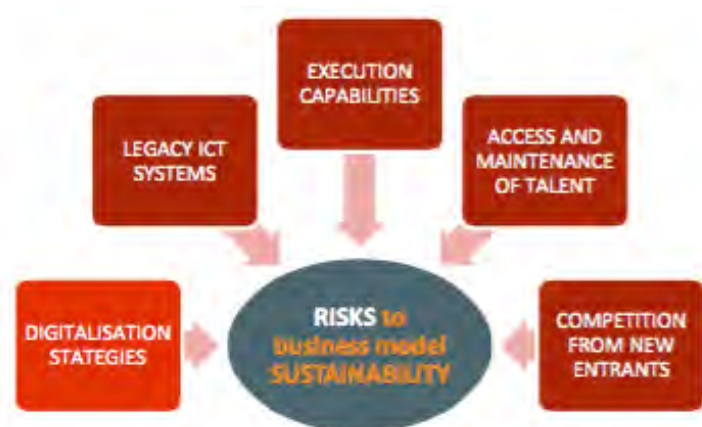 EXECUTION
CAPABILITIES
LEGACY ICT
SYSTEMS
ACCESS AND
MAINTENANCE
OF TALENT
DIGITALISATION
STATEGIES
RISKS to
business model
SUSTAINABILITY
COMPETITION
FROM NEW
ENTRANTS